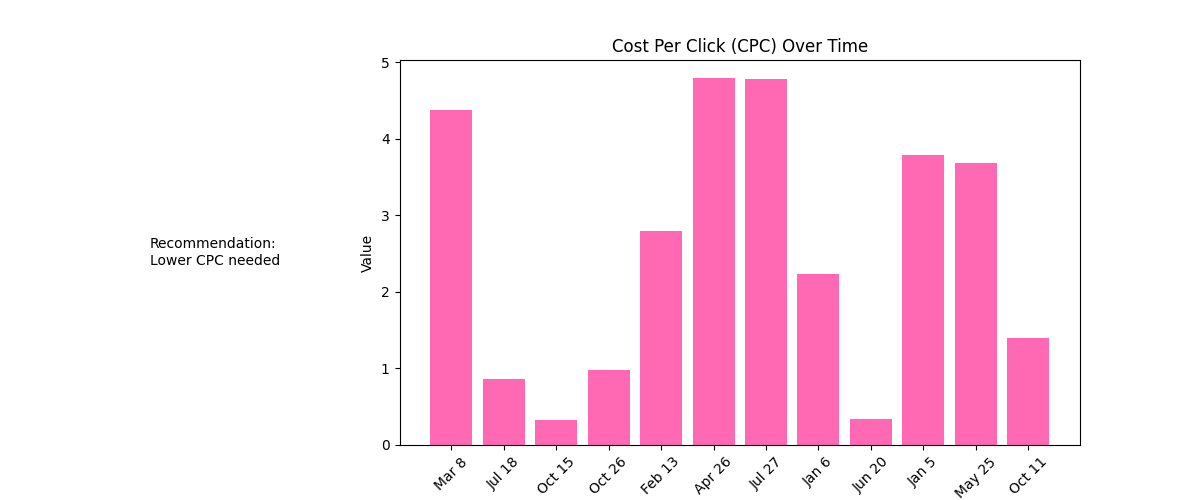 Cost Per Click (CPC) Over Time
Recommendation:
Lower CPC needed
Value
5
4
3
2
1
0
Mar 8
Jul 18
Oct 15
Oct 26
Feb 13
Apr 26
Jul 27
Jan 6
Jun 20
Jan 5
May 25
Oct 11